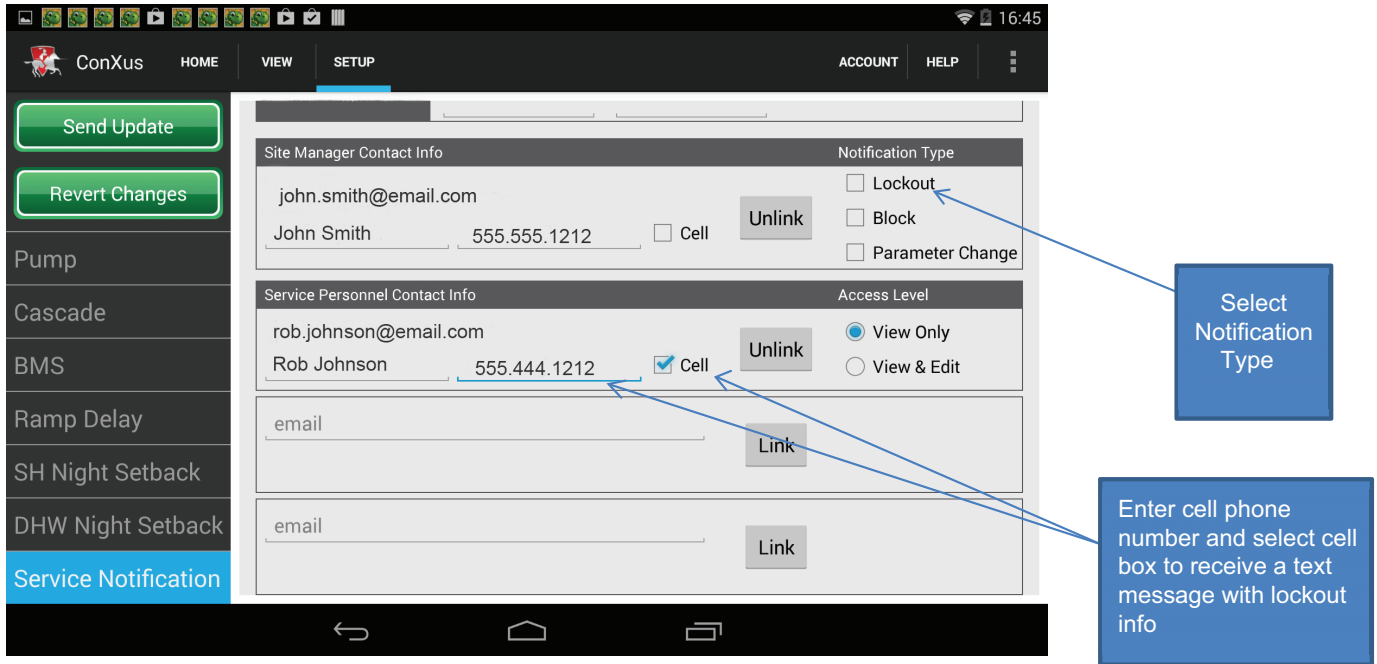 16:45
ConXus HOME VIEW SETUP ACCOUNT HELP
Send Update
Revert Changes
Pump
Cascade
BMS
Ramp Delay
SH Night Setback
DHW Night Setback
Service Notification
Site Manager Contact Info Notification Type
john.smith@email.com
John Smith 555.555.1212 Cell Unlink
Lockout
Block
Parameter Change
Service Personnel Contact Info Access Level
rob.johnson@email.com
Rob Johnson 555.444.1212 Cell Unlink
View Only
View & Edit
email
Link
email
Link
Select
Notification
Type
Enter cell phone
number and select cell
box to receive a text
message with lockout
info